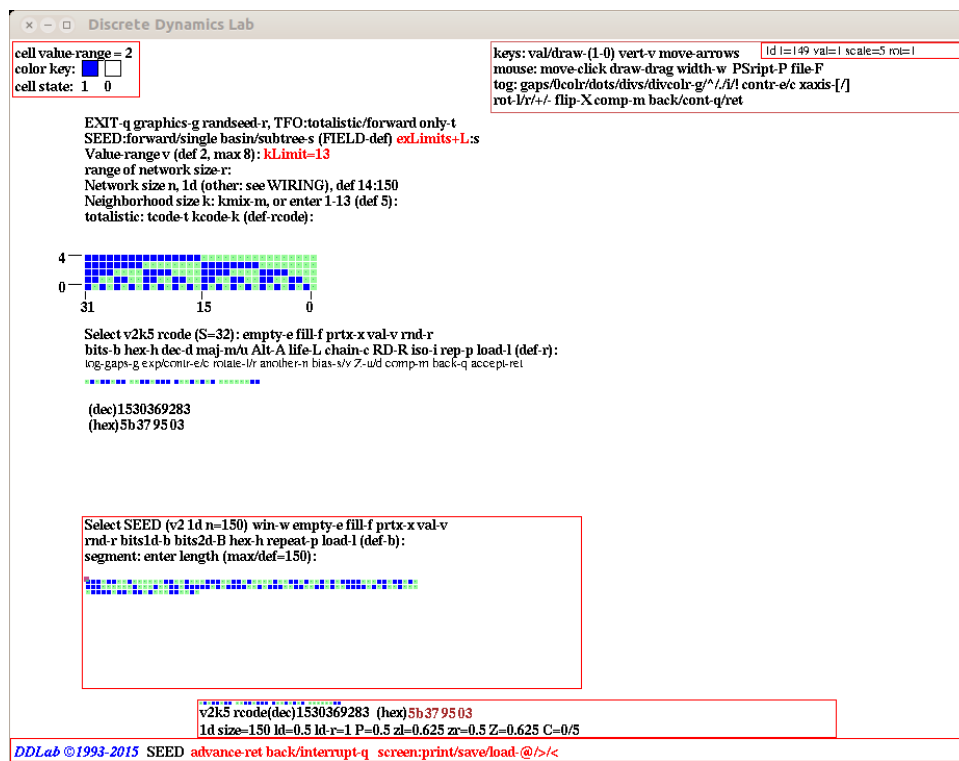 Discrete Dynamics Lab
cell value-range = 2
color key:
cell state: 1 0
keys: val/draw-(1-0) vert-v move-arrows
1d i=149 val=1 scale=5 rot=1
mouse: move-click draw-drag width-w PSript-P file-F
tog: gaps/0colr/dots/divs/divcolr-g/^/./i/! contr-e/c xaxis-[/]
rot-l/r/+/- flip-X comp-m back/cont-q/ret
EXIT-q graphics-g randseed-r, TFO:totalistic/forward only-t
SEED:forward/single basin/subtree-s (FIELD-def) exLimits+L:s
Value-range v (def 2, max 8): kLimit=13
range of network size-r:
Network size n, 1d (other: see WIRING), def 14:150
Neighborhood size k: kmix-m, or enter 1-13 (def 5):
totalistic: tcode-t kcode-k (def-rcode):
4
0
31 15 0
Select v2k5 rcode (S=32): empty-e fill-f prtx-x val-v rnd-r
bits-b hex-h dec-d maj-m/u Alt-A life-L chain-c RD-R iso-i rep-p load-l (def-r):
tog-gaps-g exp/contr-e/c rotate-l/r another-n bias-s/v Z-u/d comp-m back-q accept-ret
(dec)1530369283
(hex)5b379503
Select SEED (v2 1d n=150) win-w empty-e fill-f prtx-x val-v
rnd-r bits1d-b bits2d-B hex-h repeat-p load-l (def-b):
segment: enter length (max/def=150):
v2k5 rcode(dec)1530369283 (hex)5b379503
1d size=150 ld=0.5 ld-r=1 P=0.5 zl=0.625 zr=0.5 Z=0.625 C=0/5
DDLab ©1993-2015 SEED advance-ret back/interrupt-q screen:print/save/load-@/>/<